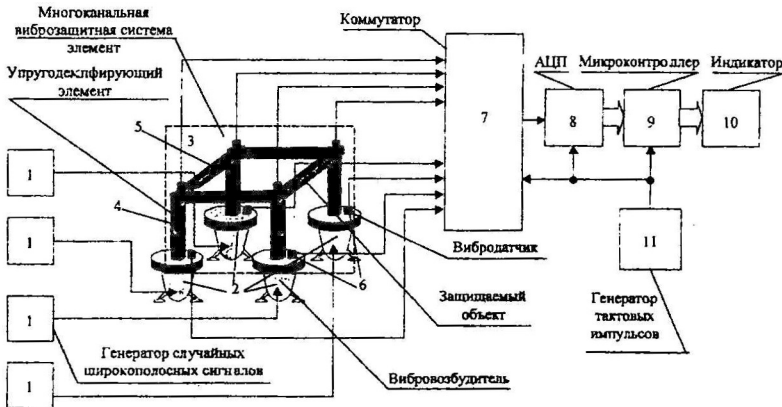 Многоканальная
виброзащитная система
элемент
Упругодемпфирующий
элемент
Коммутатор
АЦП
Микроконтроллер
Индикатор
1
1
1
1
5
3
4
2
6
7
8
9
10
11
Вибродатчик
Защищаемый
объект
Генератор
тактовых
импульсов
Генератор случайных
широкополосных сигналов
Вибровозбудитель